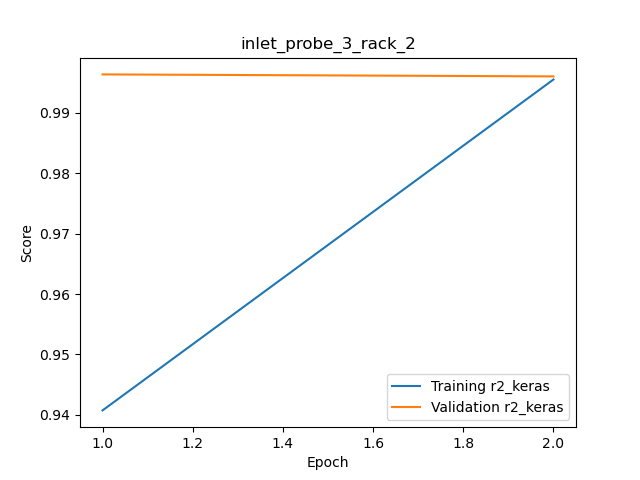 inlet_probe_3_rack_2
Score
0.99
0.98
0.97
0.96
0.95
0.94
1.0 1.2 1.4 1.6 1.8 2.0
Epoch
Training r2_keras
Validation r2_keras